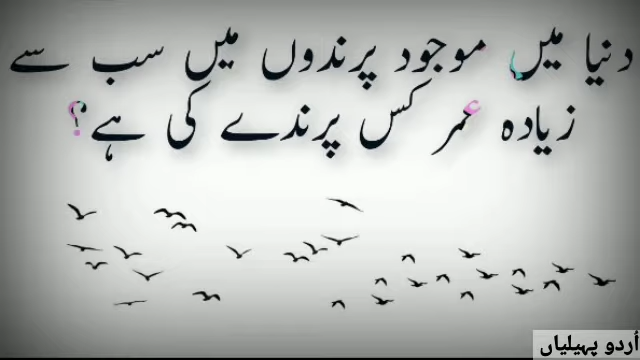 دنیا میں موجود پرندوں میں سب سے
زیادہ عمر کس پرندے کی ہے؟
اُردو پہیلیاں